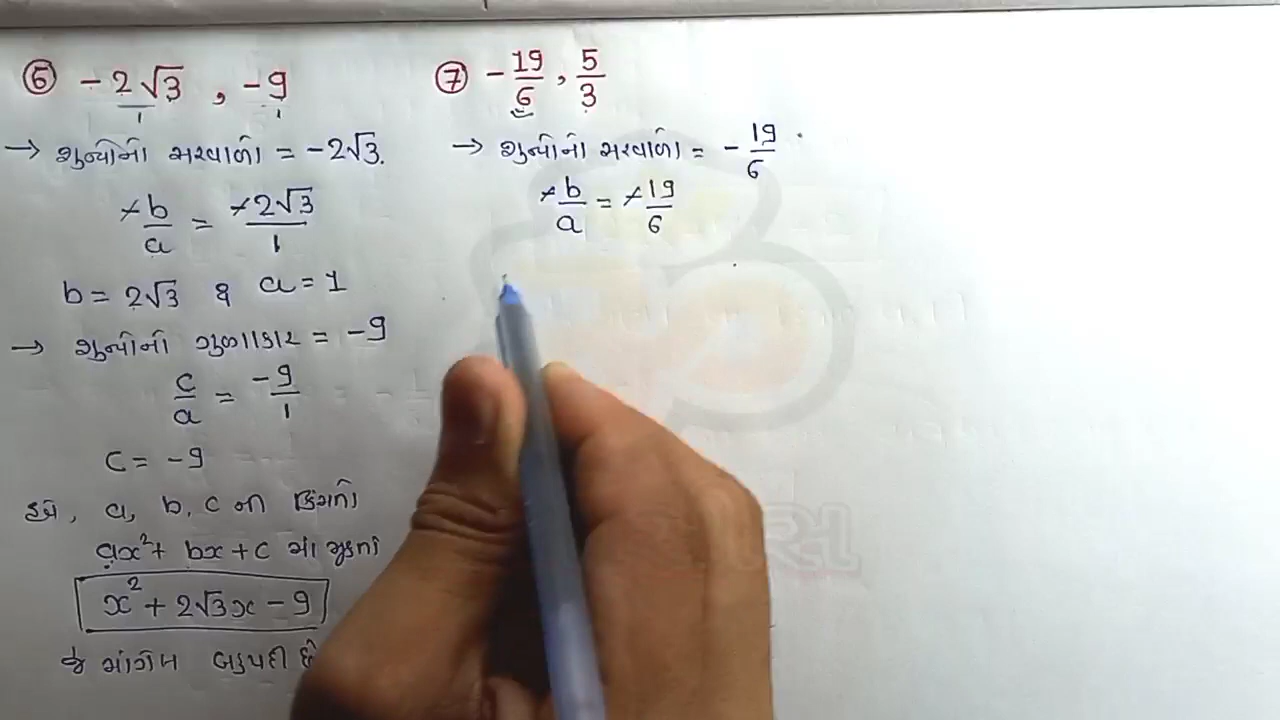 ⑥ -2√3 , -9
→ શૂન્યોનો સરવાળો = -2√3.
-b/a = -2√3/1
b = 2√3 & a = 1
→ શૂન્યોનો ગુણાકાર = -9
c/a = -9/1
c = -9
હવે, a, b, c ની કિંમતો
ax²+ bx + c માં મુકતાં
x² + 2√3x - 9
જે માંગેલ બહુપદી છે
⑦ -19/6 , 5/3
→ શૂન્યોનો સરવાળો = -19/6
-b/a = -19/6